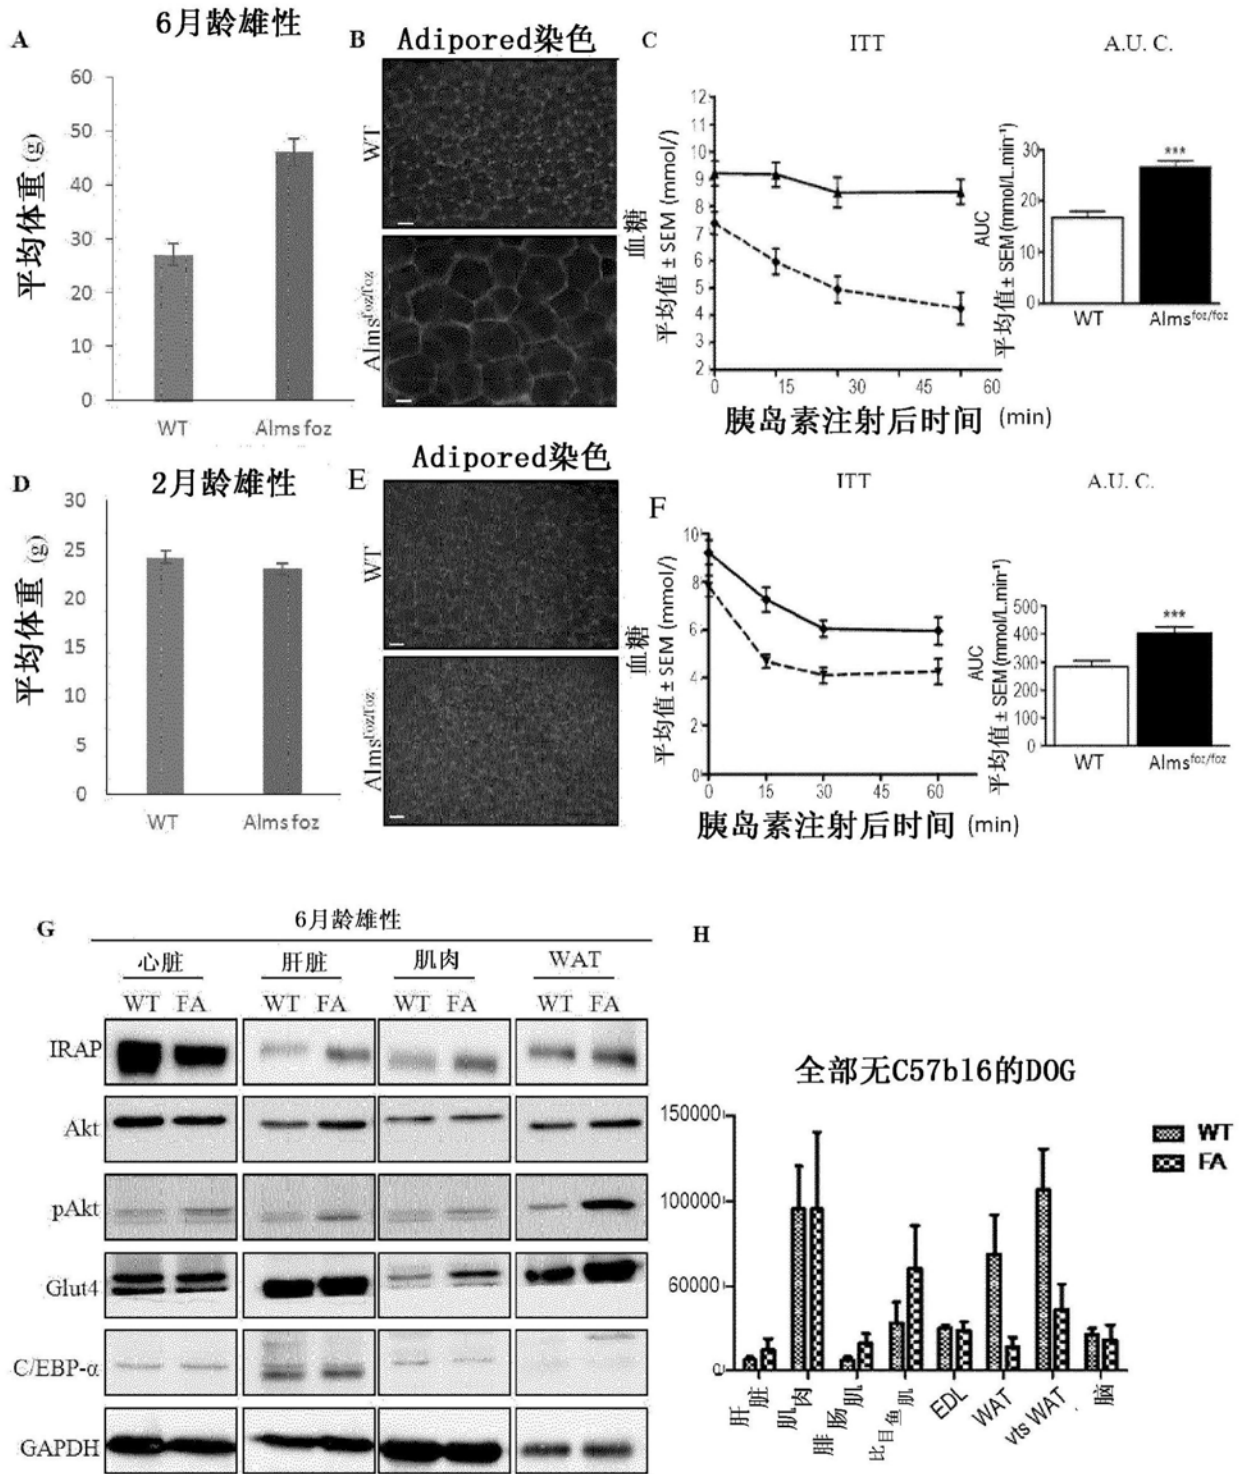 A
6月龄雄性
平均体重 (g)
60
50
40
30
20
10
0
WT
Alms foz
B
Adipored染色
WT
Alms foz/foz
C
ITT
血糖
平均值 ± SEM (mmol/)
12
11
10
9
8
7
6
5
4
3
2
0
15
30
45
60
胰岛素注射后时间 (min)
A.U. C.
AUC
平均值 ± SEM (mmol/L.min⁻¹)
30
20
10
0
***
WT
Alms foz/foz
D
2月龄雄性
平均体重 (g)
30
25
20
15
10
5
0
WT
Alms foz
E
Adipored染色
WT
Alms foz/foz
F
ITT
血糖
平均值 ± SEM (mmol/)
10
8
6
4
2
0
0
15
30
45
60
胰岛素注射后时间 (min)
A.U. C.
AUC
平均值 ± SEM (mmol/L.min⁻¹)
500
400
300
200
100
0
***
WT
Alms foz/foz
G
6月龄雄性
心脏 肝脏 肌肉 WAT
WT FA WT FA WT FA WT FA
IRAP
Akt
pAkt
Glut4
C/EBP-α
GAPDH
H
全部无C57bl6的DOG
150000
100000
60000
0
WT
FA
肝脏
肌肉
腓肠肌
比目鱼肌
EDL
WAT
vts WAT
脑